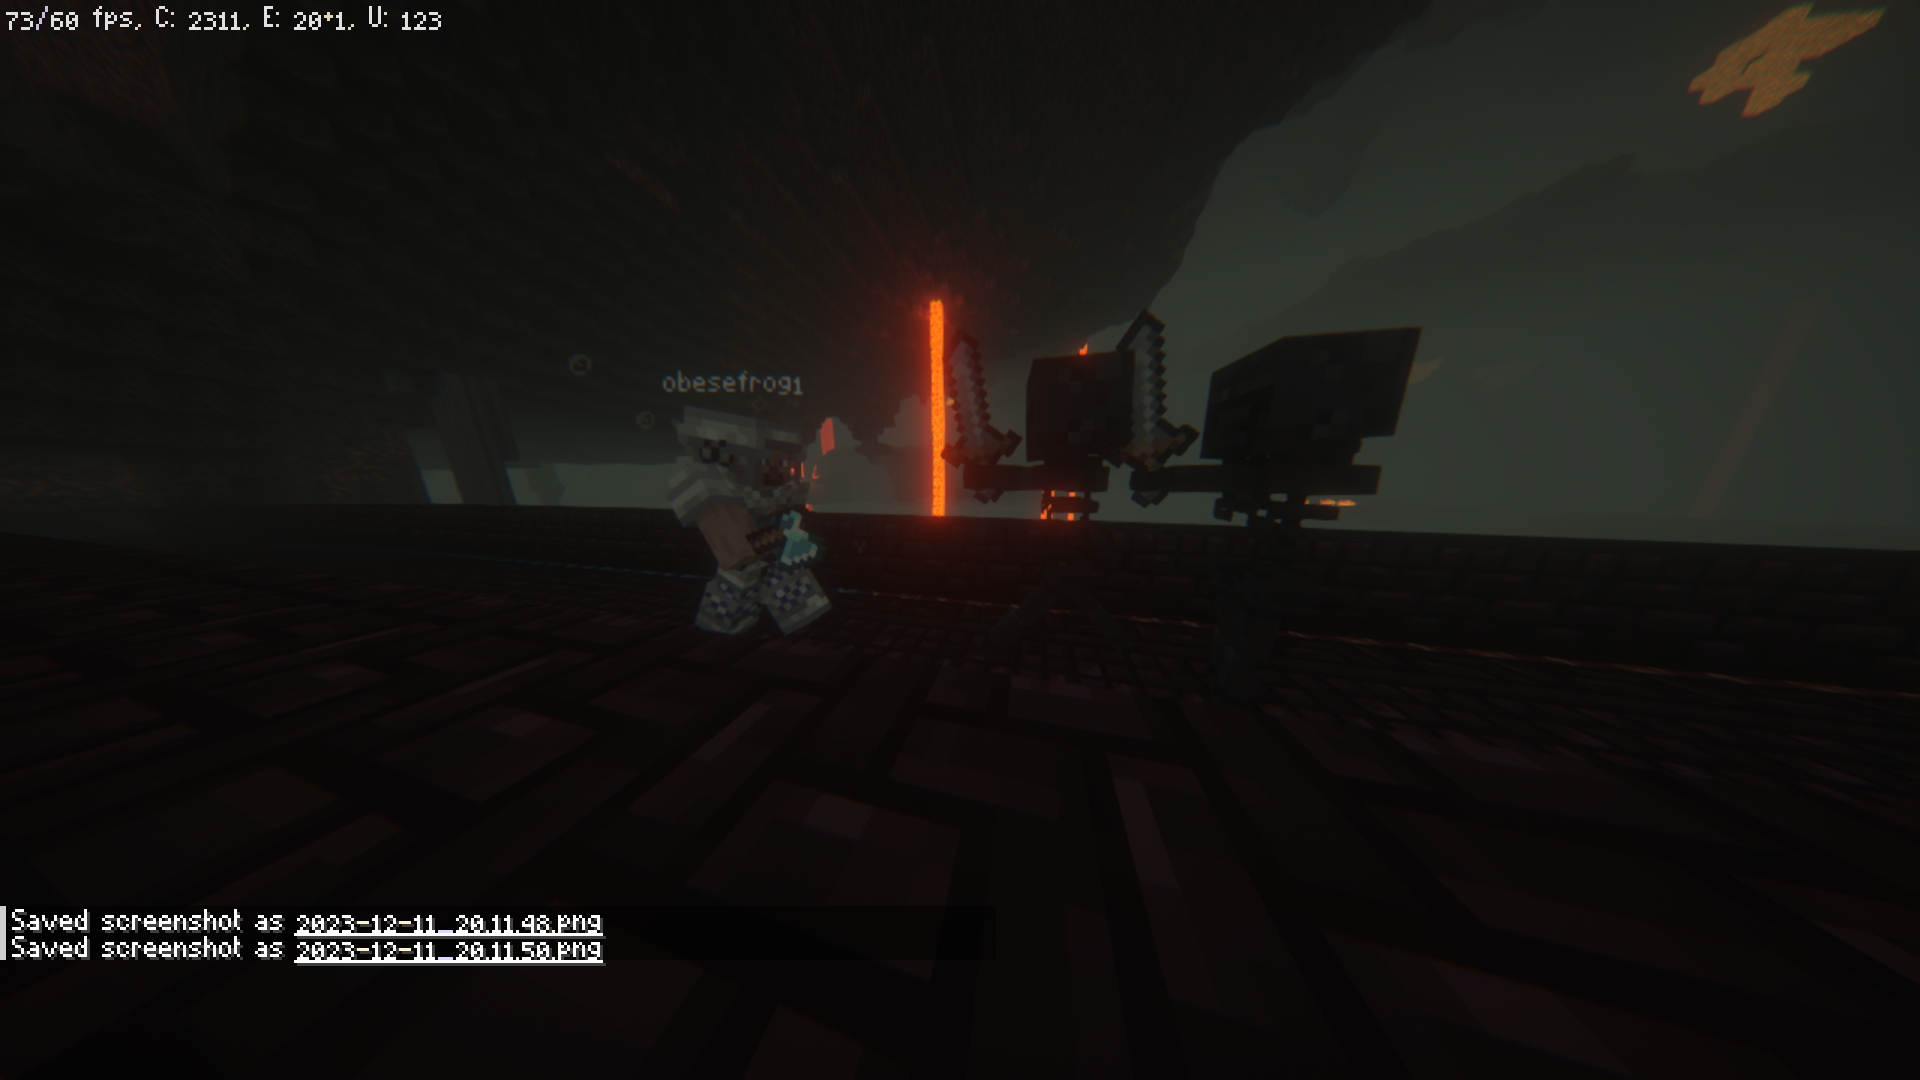 73/60 fps, C: 2311, E: 20+1, U: 123
obesefrog1
Saved screenshot as 2023-12-11_20.11.48.png
Saved screenshot as 2023-12-11_20.11.50.png